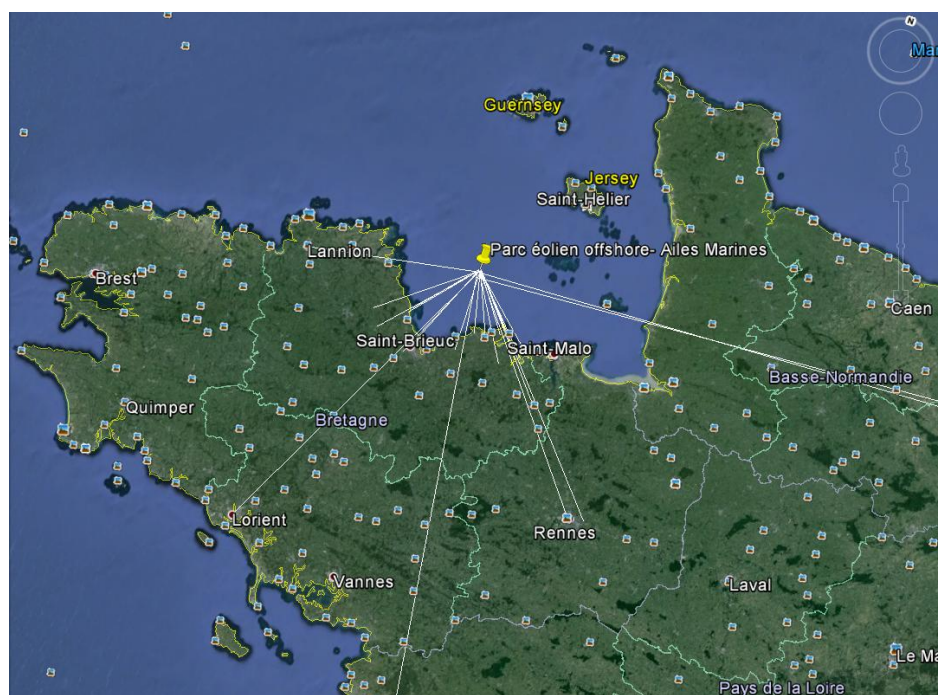 N
Guernsey
Jersey
Saint-Hélier
Parc éolien offshore- Ailes Marines
Lannion
Brest
Caen
Saint-Brieuc
Saint-Malo
Basse-Normandie
Quimper
Bretagne
Lorient
Rennes
Vannes
Laval
Le Ma
Pays de la Loire